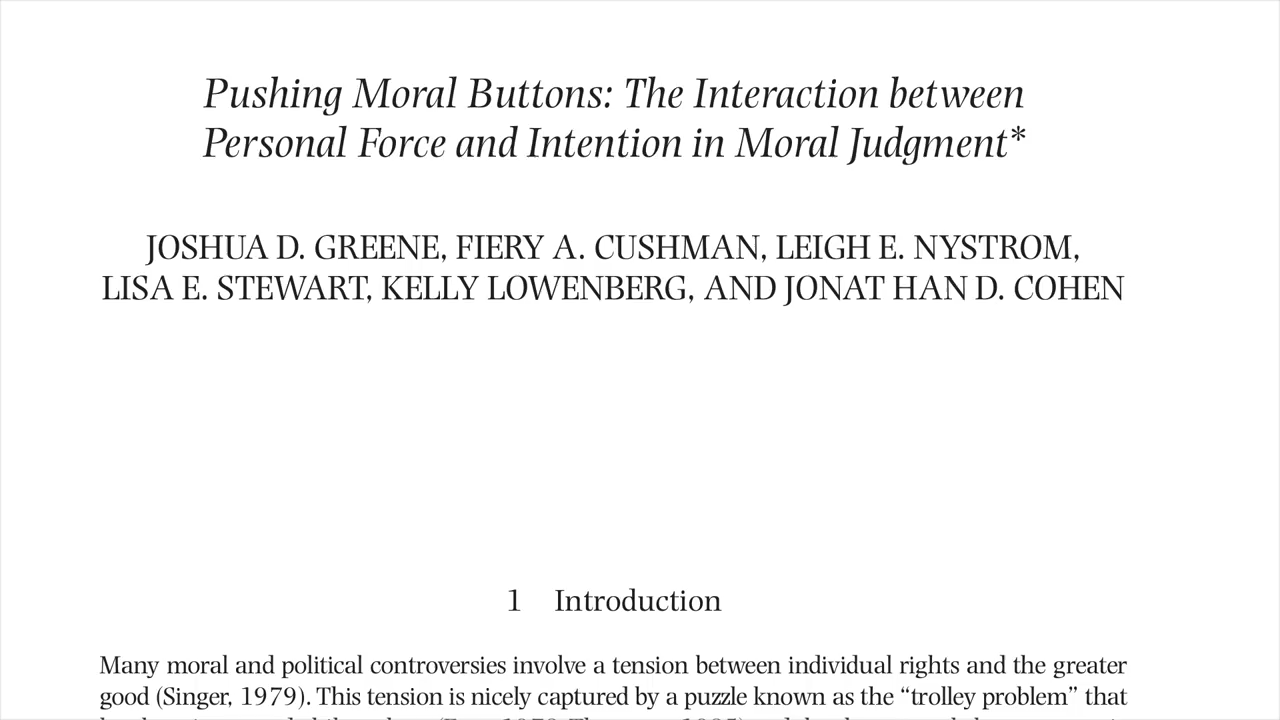 Pushing Moral Buttons: The Interaction between
Personal Force and Intention in Moral Judgment*
JOSHUA D. GREENE, FIERY A. CUSHMAN, LEIGH E. NYSTROM,
LISA E. STEWART, KELLY LOWENBERG, AND JONAT HAN D. COHEN
1 Introduction
Many moral and political controversies involve a tension between individual rights and the greater
good (Singer, 1979). This tension is nicely captured by a puzzle known as the “trolley problem” that